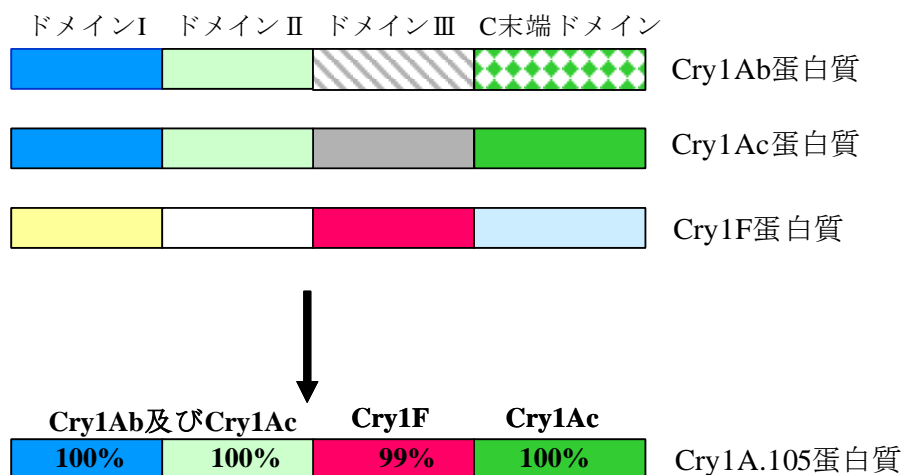 ドメインI ドメインⅡ ドメインⅢ C末端ドメイン
Cry1Ab蛋白質
Cry1Ac蛋白質
Cry1F蛋白質
Cry1Ab及びCry1Ac Cry1F Cry1Ac
100% 100% 99% 100% Cry1A.105蛋白質